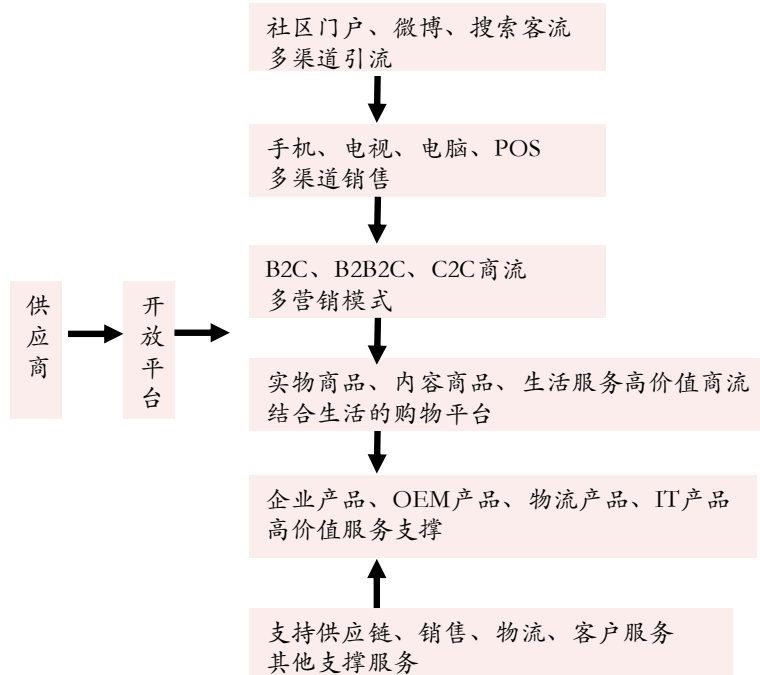 社区门户、微博、搜索客流
多渠道引流
手机、电视、电脑、POS
多渠道销售
B2C、B2B2C、C2C商流
多营销模式
供应商
开放平台
实物商品、内容商品、生活服务高价值商流
结合生活的购物平台
企业产品、OEM产品、物流产品、IT产品
高价值服务支撑
支持供应链、销售、物流、客户服务
其他支撑服务